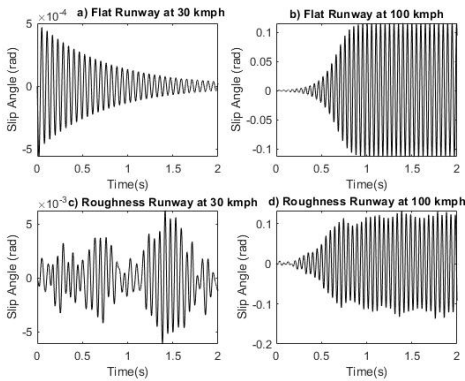 a) Flat Runway at 30 kmph
×10⁻⁴
5
0
-5
Slip Angle (rad)
0 0.5 1 1.5 2
Time(s)
b) Flat Runway at 100 kmph
0.1
0.05
0
-0.05
-0.1
Slip Angle (rad)
0 0.5 1 1.5 2
Time(s)
c) Roughness Runway at 30 kmph
×10⁻³
5
0
-5
Slip Angle (rad)
0 0.5 1 1.5 2
Time(s)
d) Roughness Runway at 100 kmph
0.1
0
-0.1
-0.2
Slip Angle (rad)
0 0.5 1 1.5 2
Time(s)